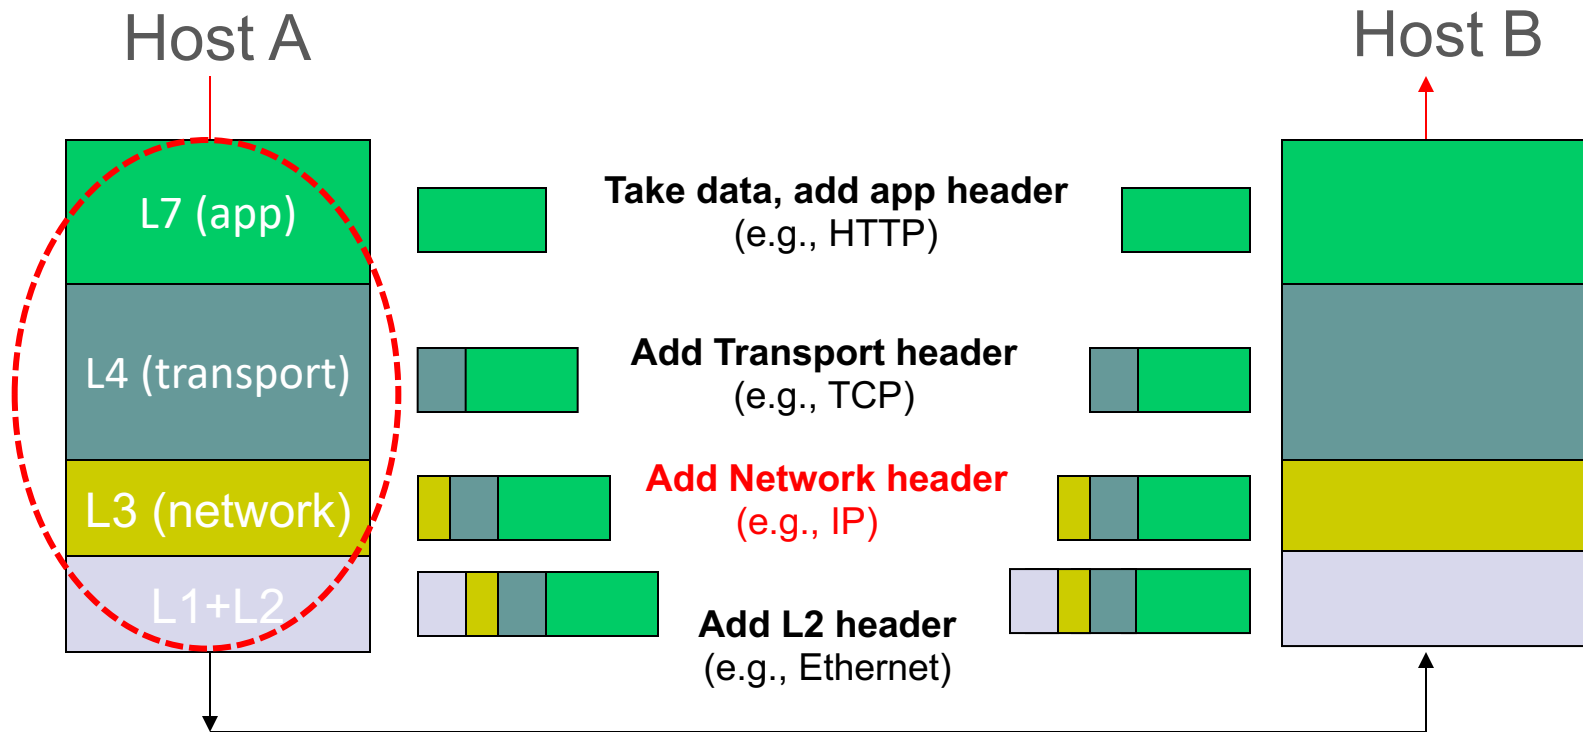 Host A
Host B
L7 (app)
Take data, add app header
(e.g., HTTP)
L4 (transport)
Add Transport header
(e.g., TCP)
L3 (network)
Add Network header
(e.g., IP)
L1+L2
Add L2 header
(e.g., Ethernet)